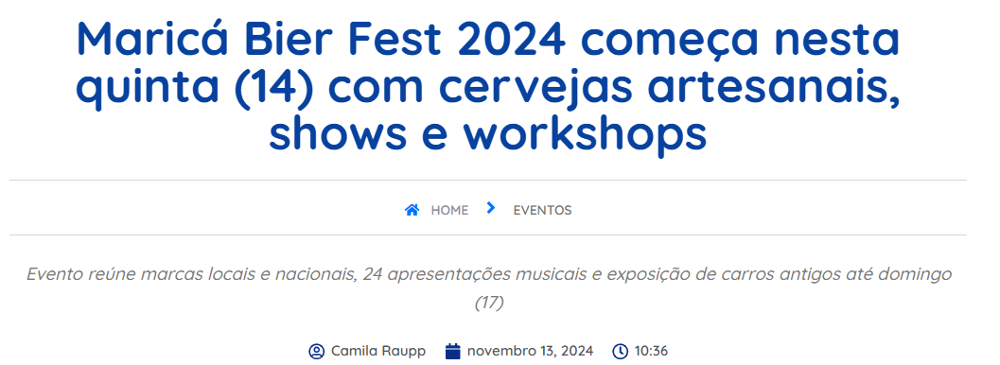 Maricá Bier Fest 2024 começa nesta
quinta (14) com cervejas artesanais,
shows e workshops
HOME EVENTOS
Evento reúne marcas locais e nacionais, 24 apresentações musicais e exposição de carros antigos até domingo
(17)
Camila Raupp novembro 13, 2024 10:36